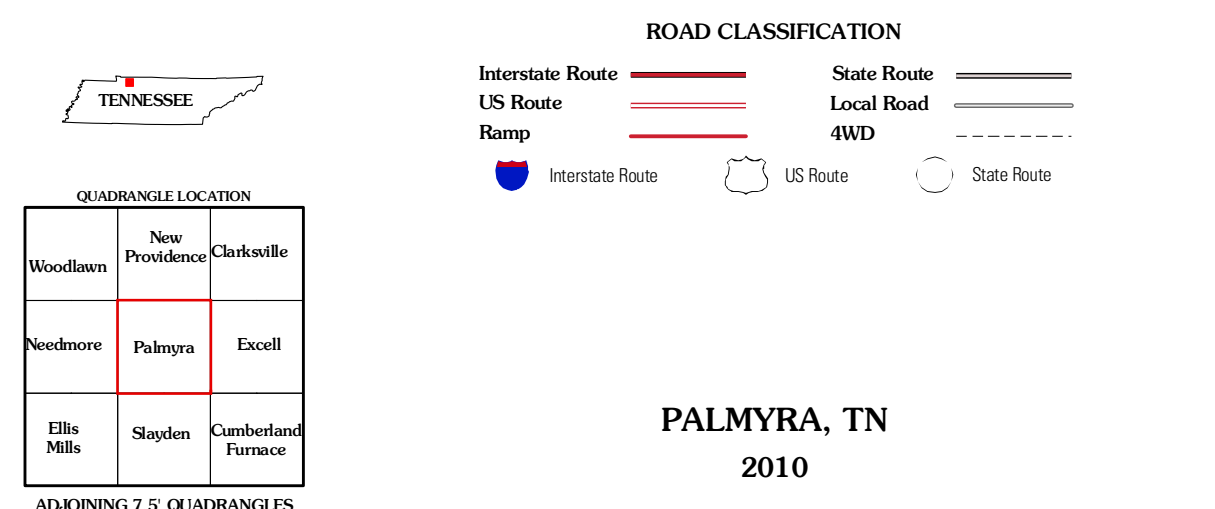 ROAD CLASSIFICATION
Interstate Route
State Route
US Route
Local Road
Ramp
4WD
Interstate Route
US Route
State Route
TENNESSEE
QUADRANGLE LOCATION
Woodlawn
New
Providence
Clarksville
Needmore
Palmyra
Excell
Ellis
Mills
Slayden
Cumberland
Furnace
ADJOINING 7.5' QUADRANGLES
PALMYRA, TN
2010